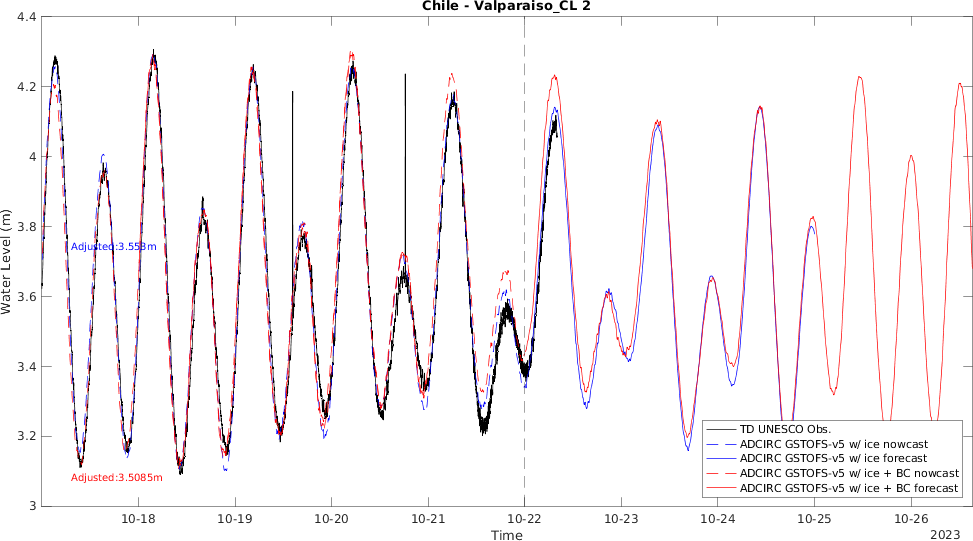 Chile - Valparaiso_CL 2
4.4
4.2
4
3.8
3.6
3.4
3.2
3
Water Level (m)
Adjusted:3.553m
Adjusted:3.5085m
TD UNESCO Obs.
ADCIRC GSTOFS-v5 w/ ice nowcast
ADCIRC GSTOFS-v5 w/ ice forecast
ADCIRC GSTOFS-v5 w/ ice + BC nowcast
ADCIRC GSTOFS-v5 w/ ice + BC forecast
10-18 10-19 10-20 10-21 10-22 10-23 10-24 10-25 10-26
Time
2023